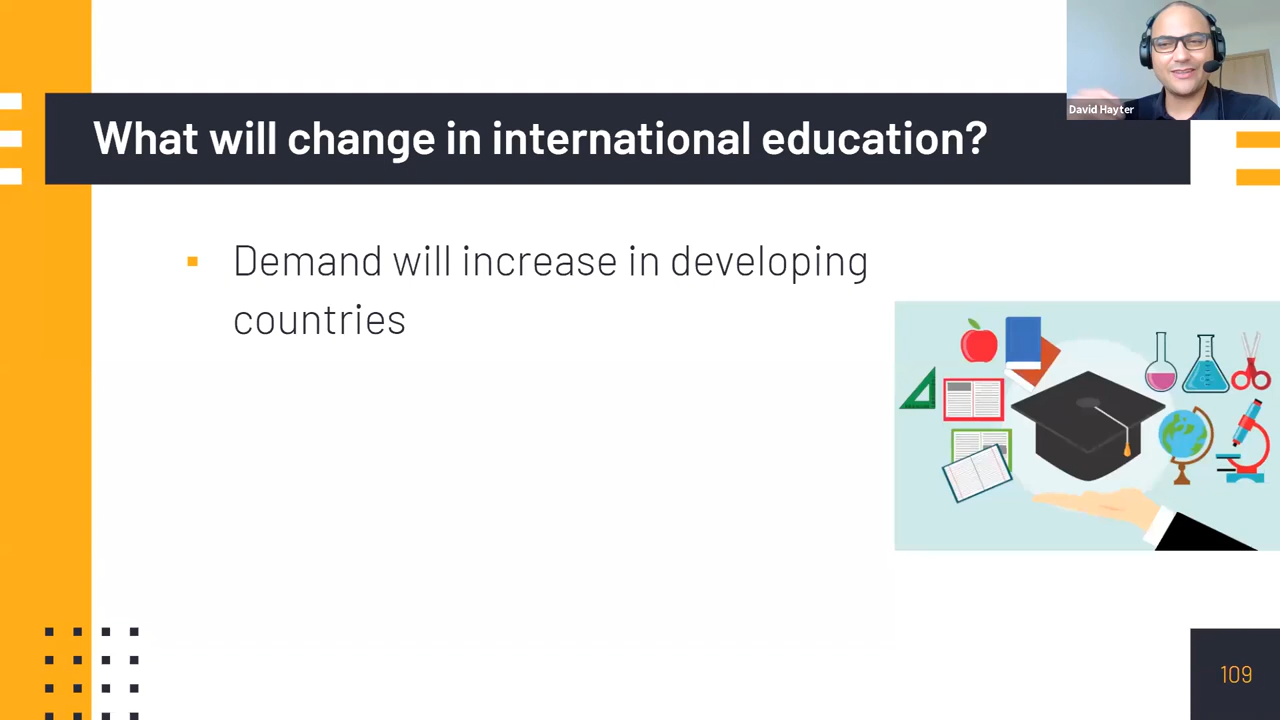 David Hayter
What will change in international education?
Demand will increase in developing
countries
109